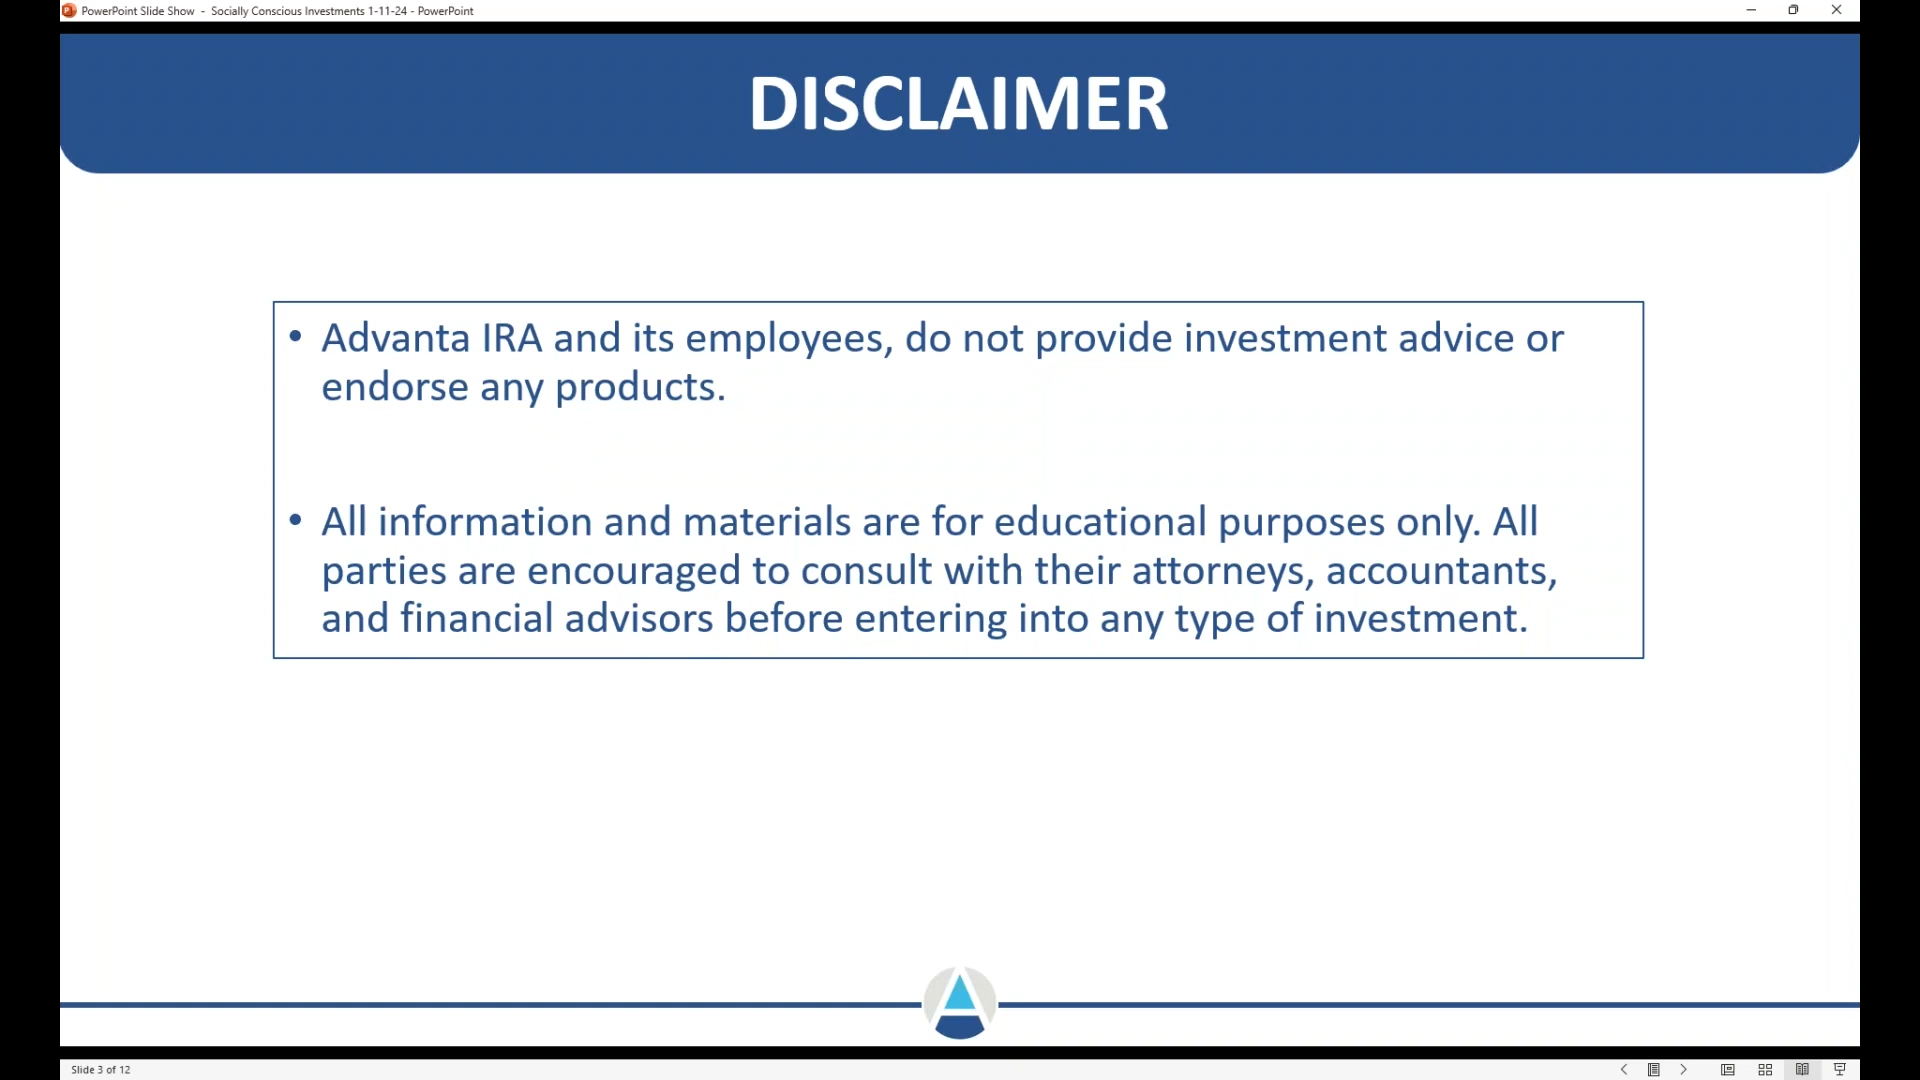 PowerPoint Slide Show - Socially Conscious Investments 1-11-24 - PowerPoint
DISCLAIMER
• Advanta IRA and its employees, do not provide investment advice or
endorse any products.
• All information and materials are for educational purposes only. All
parties are encouraged to consult with their attorneys, accountants,
and financial advisors before entering into any type of investment.
Slide 3 of 12